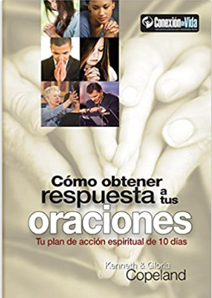 Conexión de Vida
Cómo obtener
respuesta a tus
oraciones
Tu plan de acción espiritual de 10 días
Kenneth & Gloria
Copeland